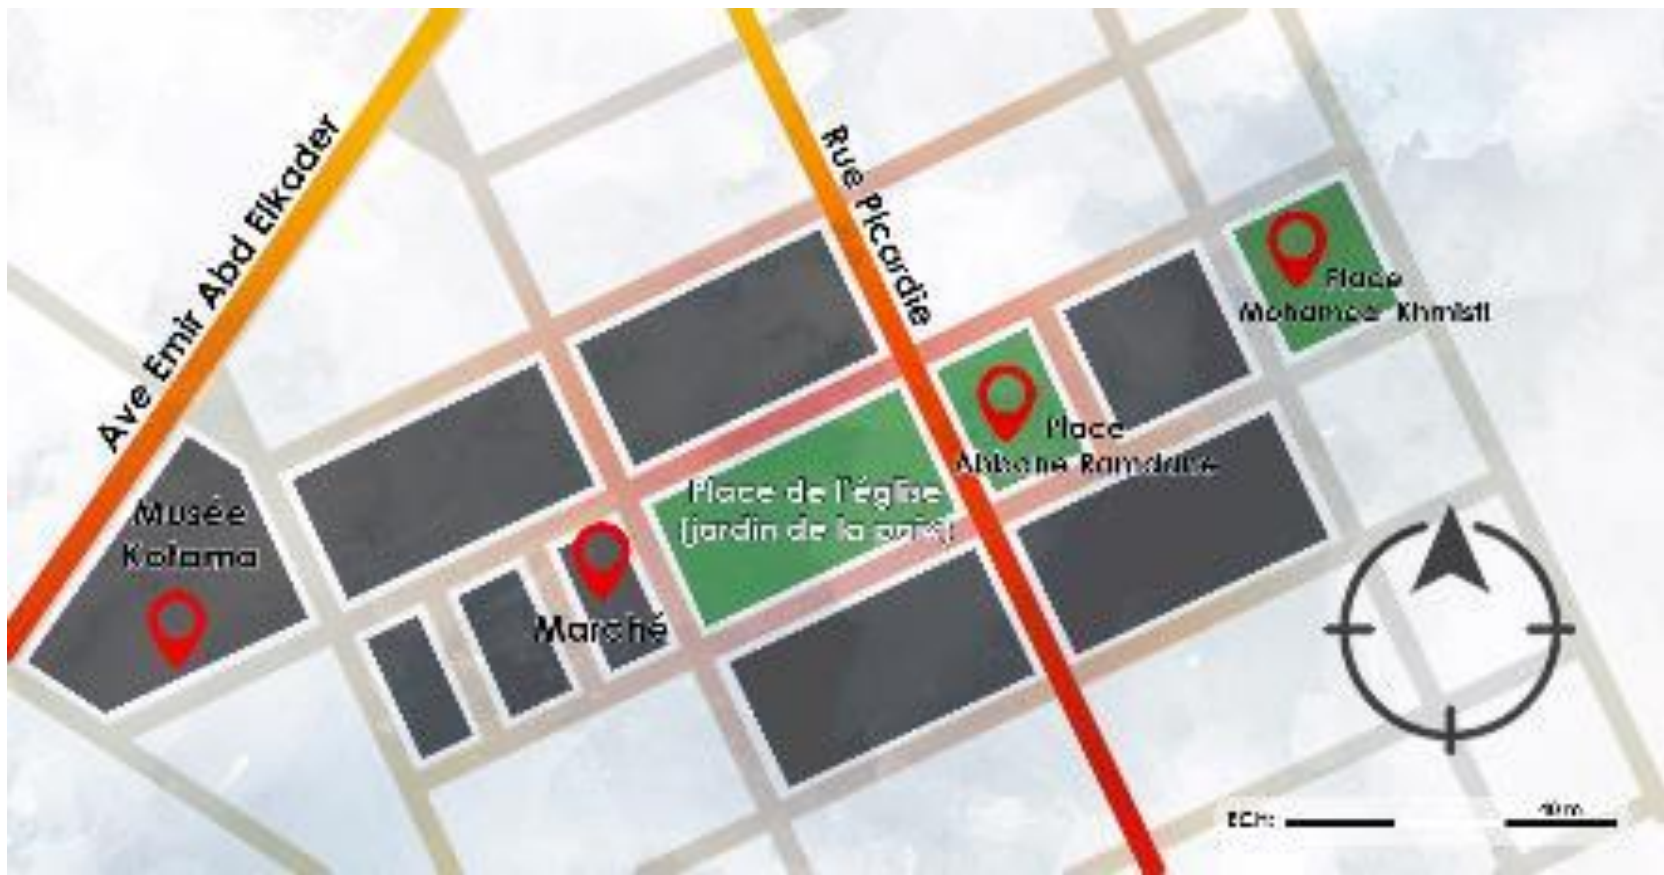 Ave Emir Abd Elkader
Rue Picardie
Place
Mohamed Khmisti
Place
Abbane Ramdane
Place de l'église
(jardin de la paix)
Musée
Kotama
Marché
ECH:
40 m